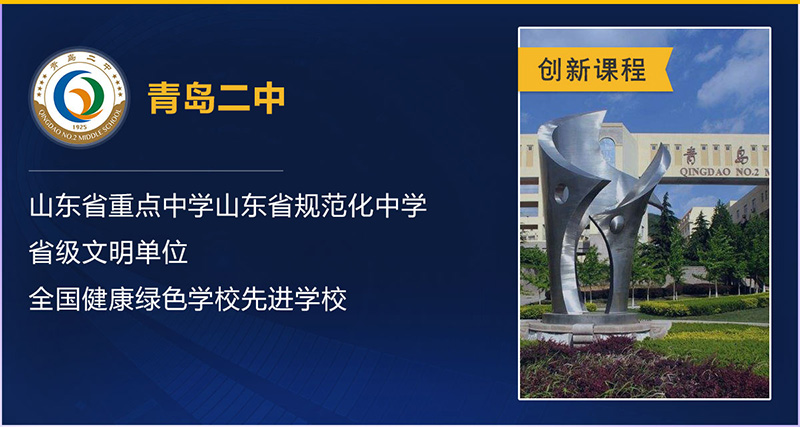 青岛二中
QINGDAO NO.2 MIDDLE SCHOOL
1925
青岛二中
山东省重点中学山东省规范化中学
省级文明单位
全国健康绿色学校先进学校
创新课程
青岛
QINGDAO NO.2 M